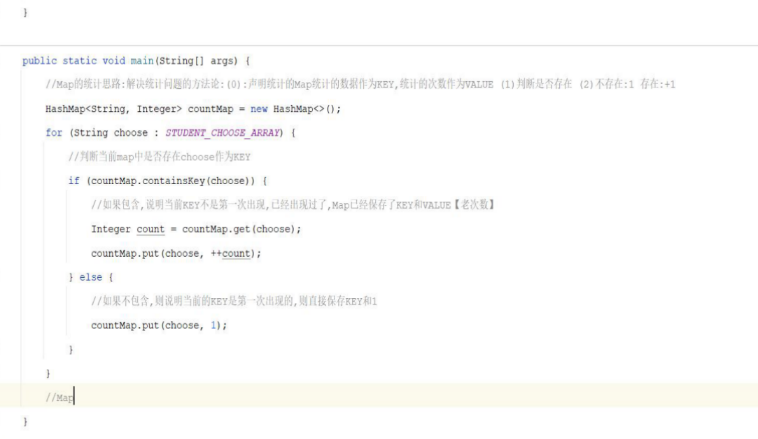 }
public static void main(String[] args) {
//Map的统计思路:解决统计问题的方法论:(0):声明统计的Map统计的数据作为KEY,统计的次数作为VALUE (1)判断是否存在 (2)不存在:1 存在:+1
HashMap<String, Integer> countMap = new HashMap<>();
for (String choose : STUDENT_CHOOSE_ARRAY) {
//判断当前map中是否存在choose作为KEY
if (countMap.containsKey(choose)) {
//如果包含,说明当前KEY不是第一次出现,已经出现过了,Map已经保存了KEY和VALUE【老次数】
Integer count = countMap.get(choose);
countMap.put(choose, ++count);
} else {
//如果不包含,则说明当前的KEY是第一次出现的,则直接保存KEY和1
countMap.put(choose, 1);
}
}
//Map
}